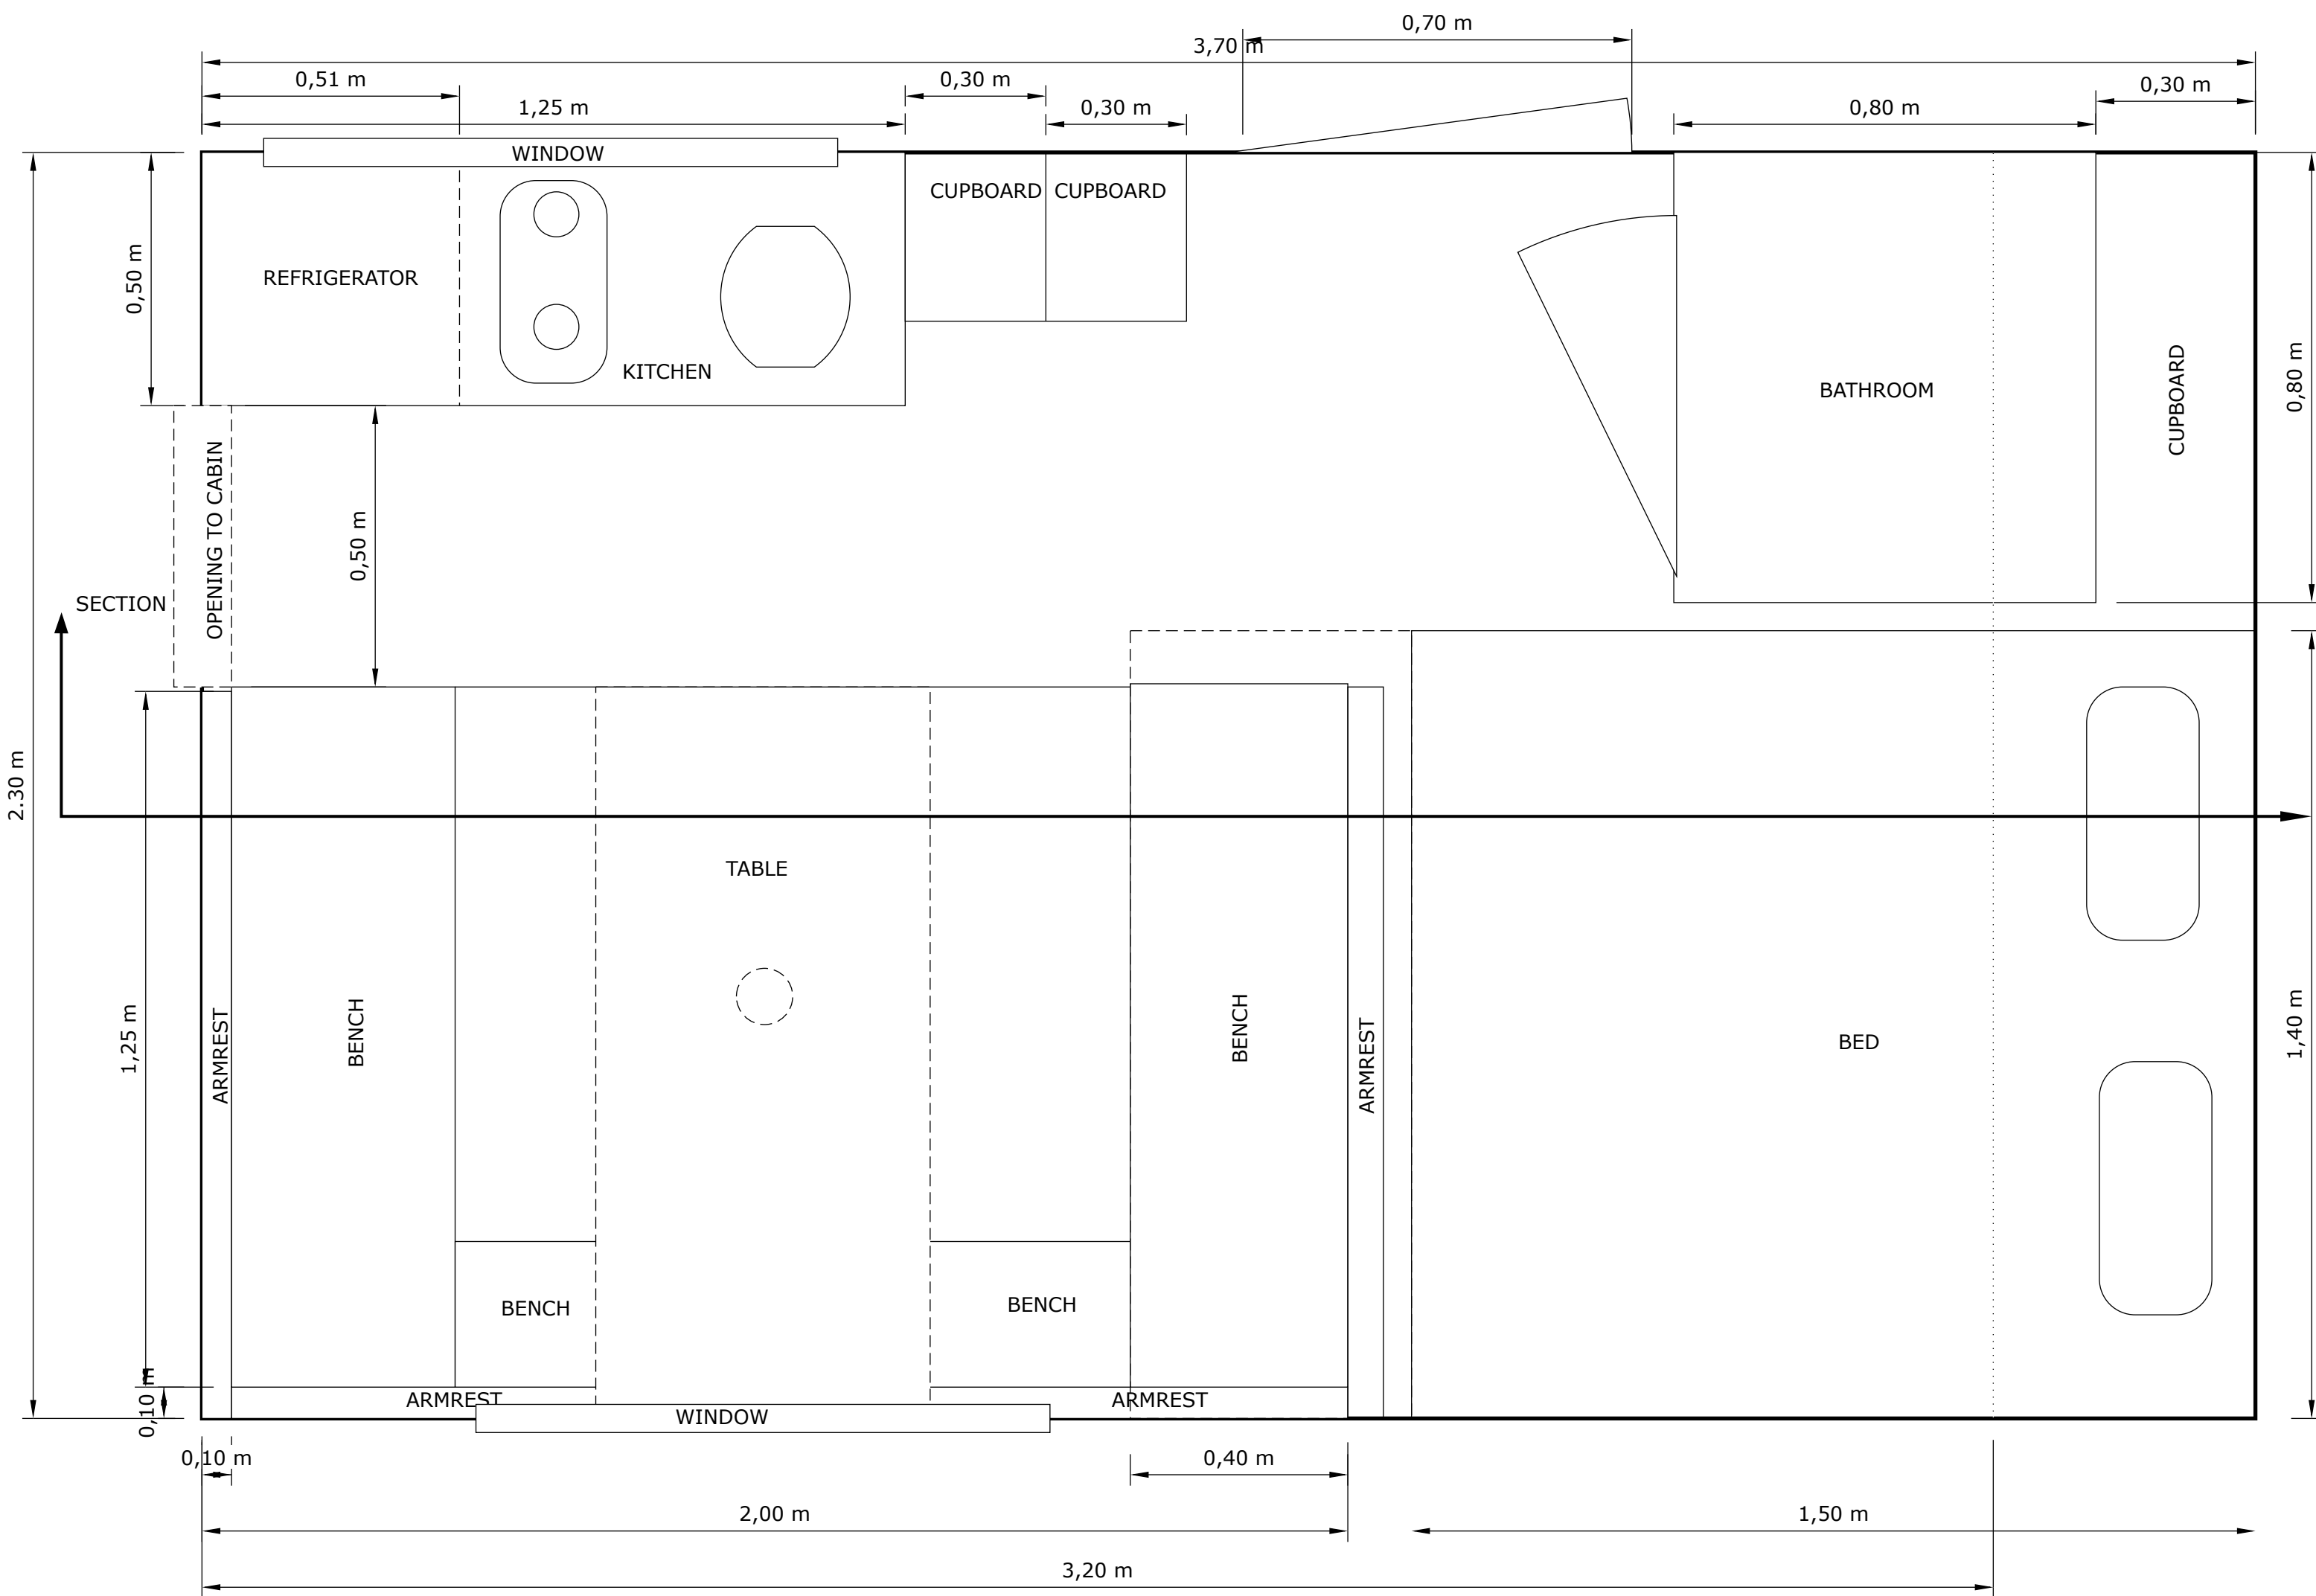 0,70 m
3,70 m
0,51 m
0,30 m
0,30 m
1,25 m
0,30 m
0,80 m
WINDOW
CUPBOARD
CUPBOARD
REFRIGERATOR
0,50 m
KITCHEN
BATHROOM
CUPBOARD
0,80 m
OPENING TO CABIN
0,50 m
SECTION
2.30 m
TABLE
ARMREST
BENCH
BENCH
ARMREST
BED
1,25 m
1,40 m
BENCH
BENCH
0,10 m
ARMREST
ARMREST
WINDOW
0,10 m
0,40 m
2,00 m
1,50 m
3,20 m